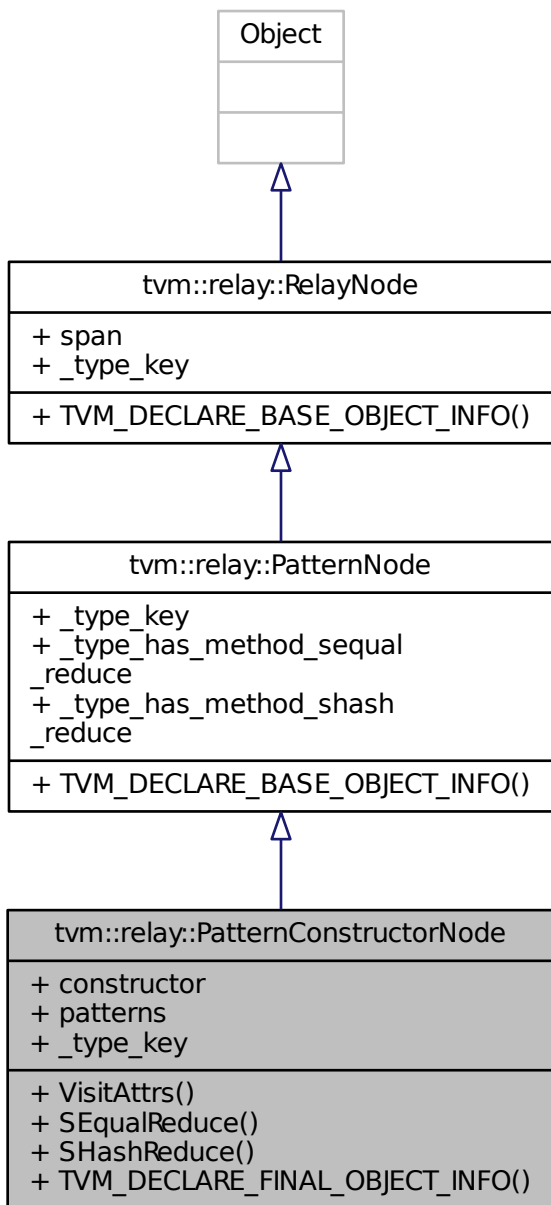 Object
tvm::relay::RelayNode
+ span
+ _type_key
+ TVM_DECLARE_BASE_OBJECT_INFO()
tvm::relay::PatternNode
+ _type_key
+ _type_has_method_sequal
_reduce
+ _type_has_method_shash
_reduce
+ TVM_DECLARE_BASE_OBJECT_INFO()
tvm::relay::PatternConstructorNode
+ constructor
+ patterns
+ _type_key
+ VisitAttrs()
+ SEqualReduce()
+ SHashReduce()
+ TVM_DECLARE_FINAL_OBJECT_INFO()